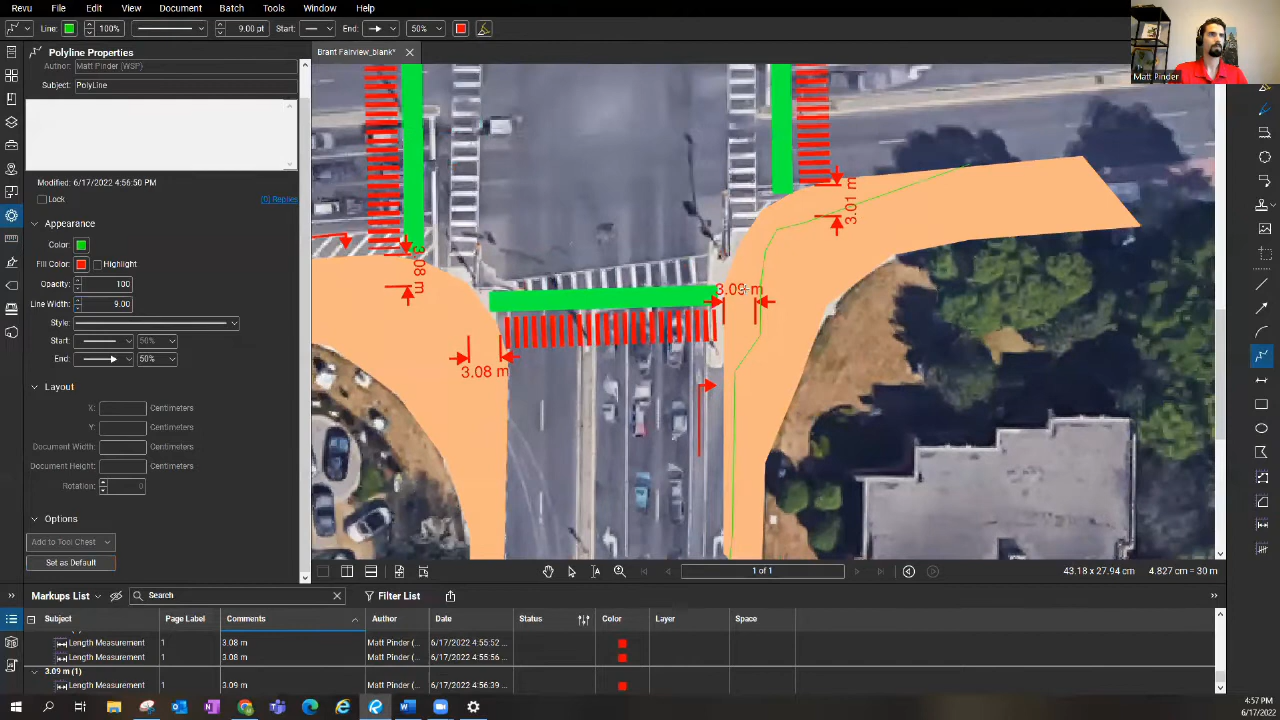 Revu File Edit View Document Batch Tools Window Help
Line: 100% 9.00 pt Start: End: 50%
Matt Pinder
Polyline Properties
Brant Fairview_blank*
Author: Matt Pinder (WSP)
Subject: PolyLine
Modified: 6/17/2022 4:56:50 PM
Lock
(0) Replies
Appearance
Color:
Fill Color: Highlight
Opacity: 100
Line Width: 9.00
Style:
Start: 50%
End: 50%
Layout
X: Centimeters
Y: Centimeters
Document Width: Centimeters
Document Height: Centimeters
Rotation: 0
Options
Add to Tool Chest
Set as Default
3.01 m
3.08 m
3.09 m
3.08 m
1 of 1
43.18 x 27.94 cm
4.827 cm = 30 m
Markups List Search Filter List
Subject Page Label Comments Author Date Status Color Layer Space
Length Measurement 1 3.08 m Matt Pinder (... 6/17/2022 4:55:52 ...
Length Measurement 1 3.08 m Matt Pinder (... 6/17/2022 4:55:56 ...
3.09 m (1)
Length Measurement 1 3.09 m Matt Pinder (... 6/17/2022 4:56:39 ...
4:57 PM
6/17/2022